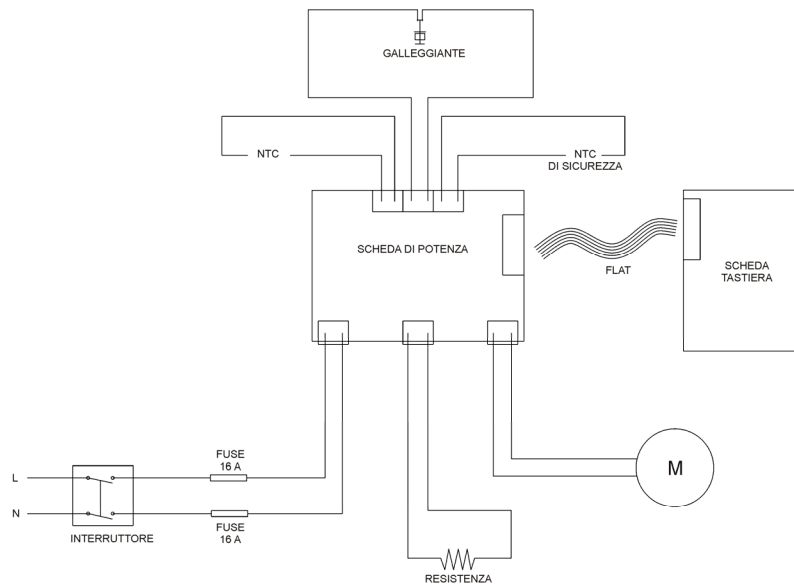 GALLEGGIANTE
NTC
NTC
DI SICUREZZA
SCHEDA DI POTENZA
FLAT
SCHEDA
TASTIERA
FUSE
16 A
L
M
N
FUSE
16 A
INTERRUTTORE
RESISTENZA